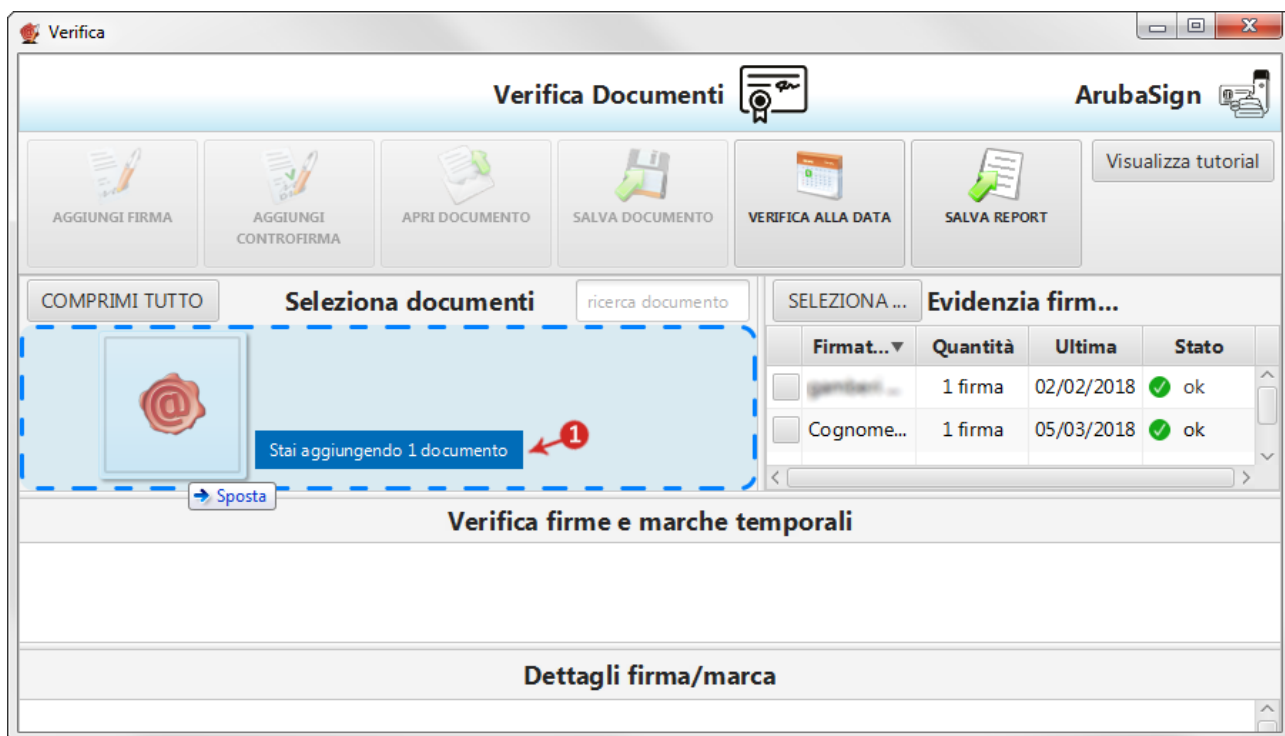 Verifica
Verifica Documenti
ArubaSign
AGGIUNGI FIRMA
AGGIUNGI
CONTROFIRMA
APRI DOCUMENTO
SALVA DOCUMENTO
VERIFICA ALLA DATA
SALVA REPORT
Visualizza tutorial
COMPRIMI TUTTO
Seleziona documenti
ricerca documento
SELEZIONA ...
Evidenzia firm...
Firmat... Quantità Ultima Stato
1 firma 02/02/2018 ok
Cognome... 1 firma 05/03/2018 ok
@
Stai aggiungendo 1 documento
1
Sposta
Verifica firme e marche temporali
Dettagli firma/marca